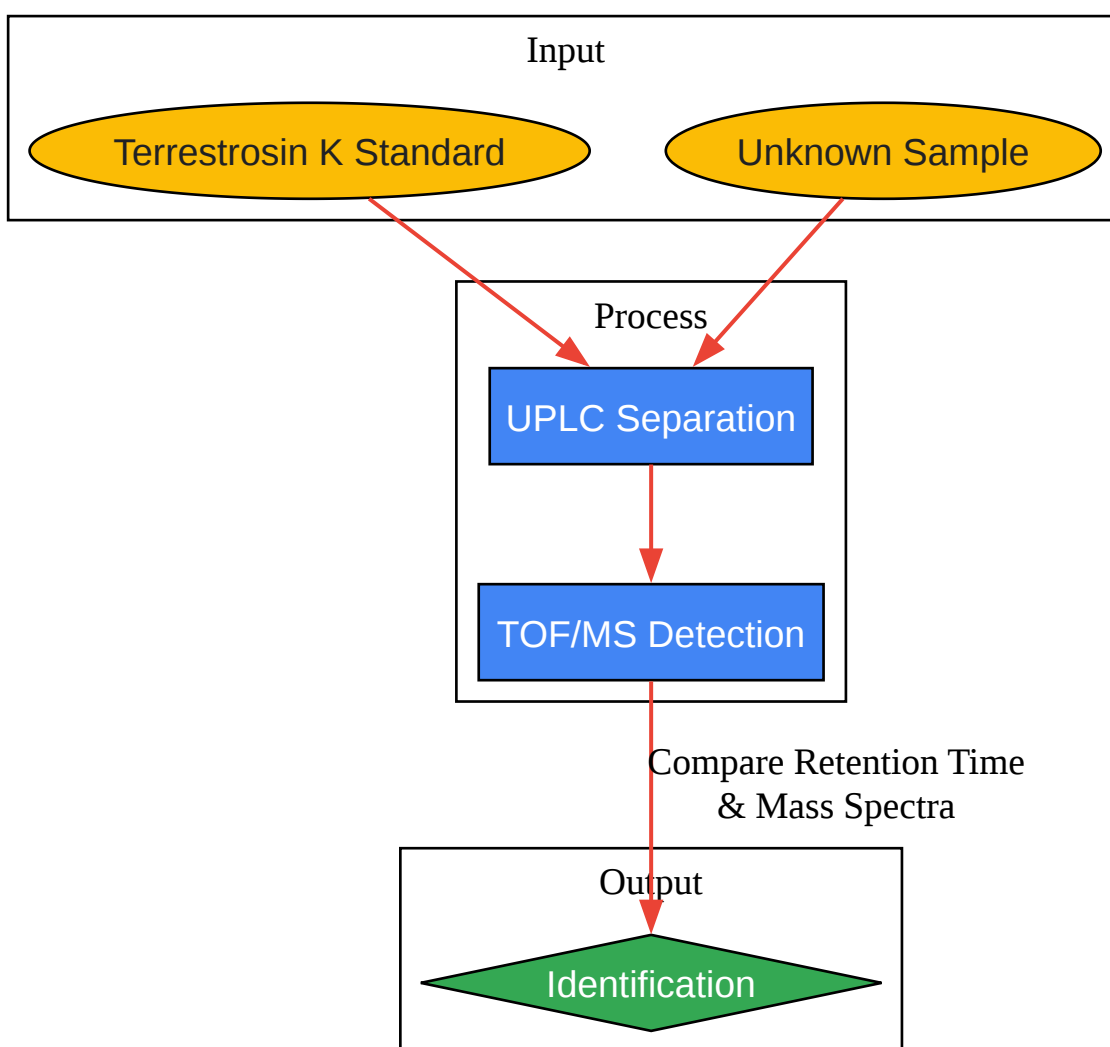 Input
Terrestrosin K Standard
Unknown Sample
Process
UPLC Separation
TOF/MS Detection
Compare Retention Time
& Mass Spectra
Output
Identification